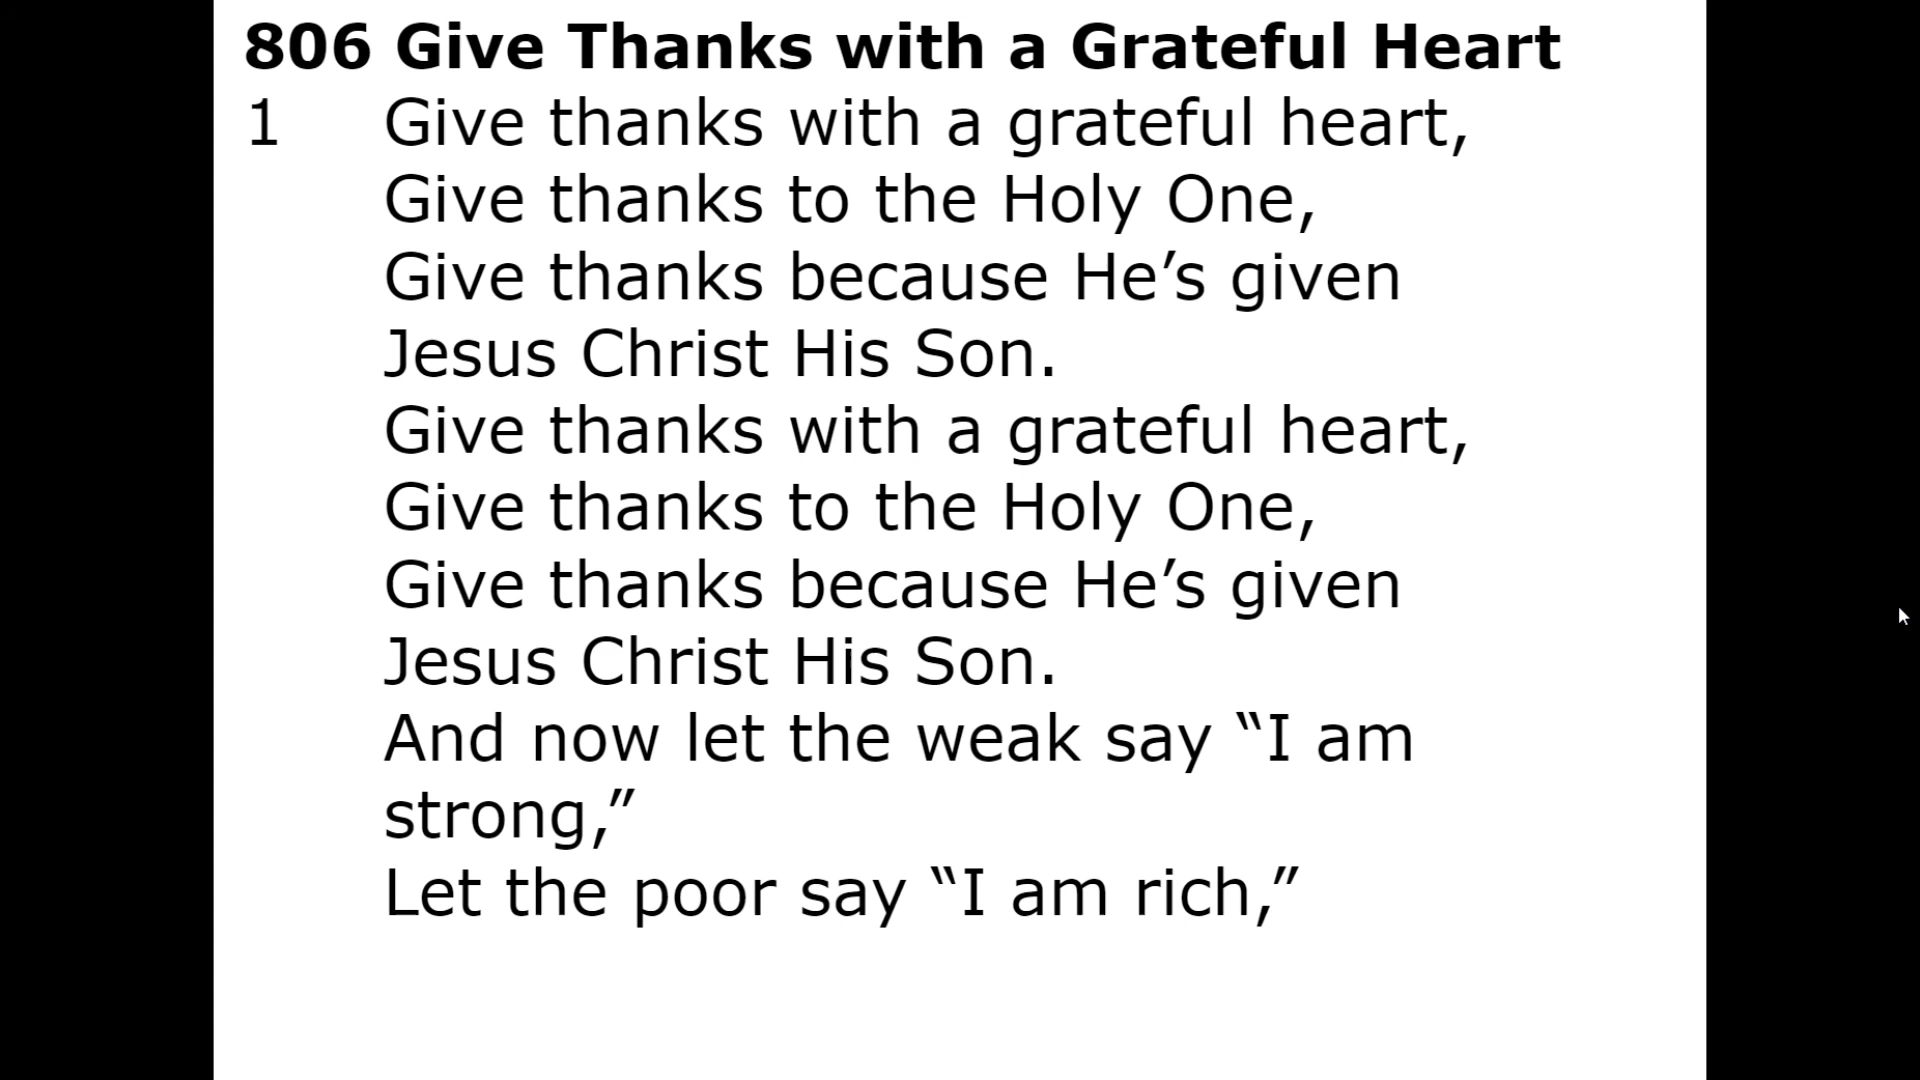 806 Give Thanks with a Grateful Heart
1 Give thanks with a grateful heart,
Give thanks to the Holy One,
Give thanks because He’s given
Jesus Christ His Son.
Give thanks with a grateful heart,
Give thanks to the Holy One,
Give thanks because He’s given
Jesus Christ His Son.
And now let the weak say “I am
strong,”
Let the poor say “I am rich,”